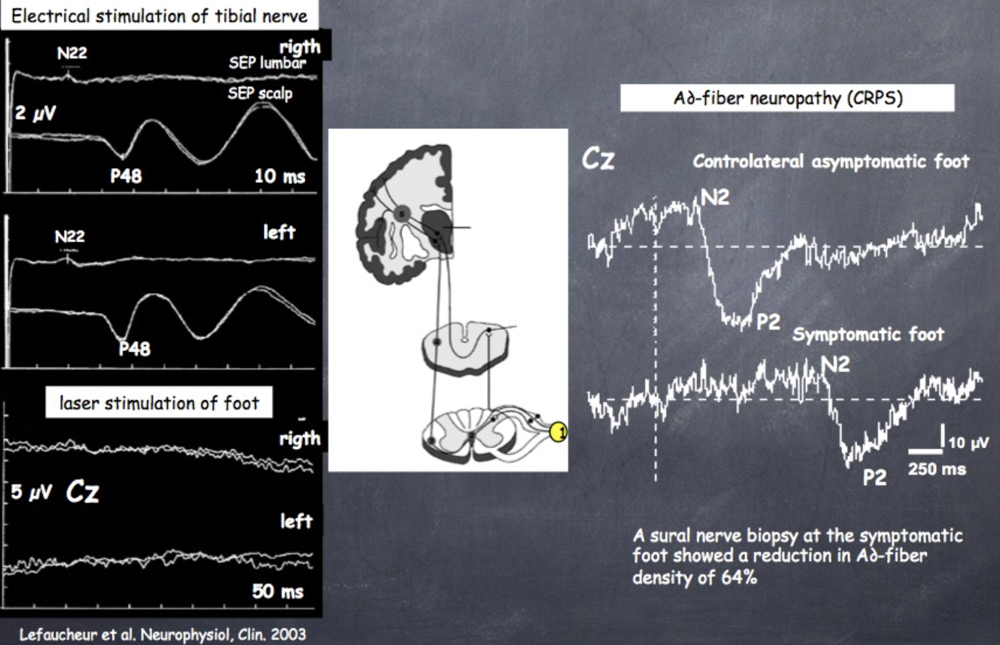 Electrical stimulation of tibial nerve
rigth
N22
SEP lumbar
SEP scalp
2 µV
P48
10 ms
left
N22
P48
laser stimulation of foot
rigth
5 µV Cz
left
50 ms
Lefaucheur et al. Neurophysiol, Clin. 2003
1
A∂-fiber neuropathy (CRPS)
Cz
Controlateral asymptomatic foot
N2
P2
Symptomatic foot
N2
10 µV
250 ms
P2
A sural nerve biopsy at the symptomatic
foot showed a reduction in A∂-fiber
density of 64%